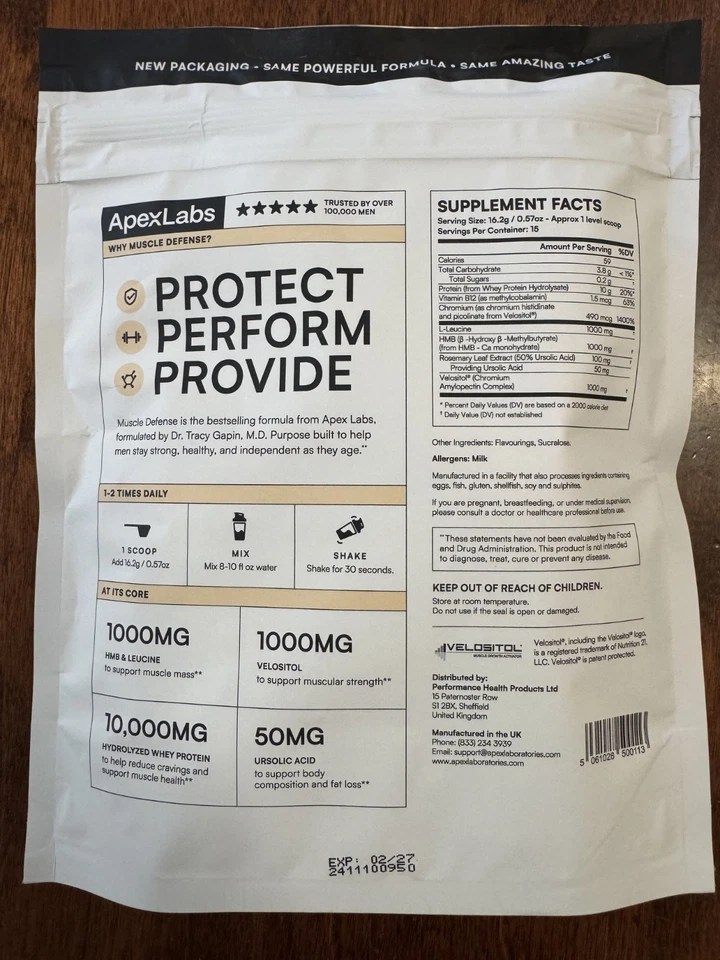 NEW PACKAGING - SAME POWERFUL FORMULA • SAME AMAZING TASTE
ApexLabs
TRUSTED BY OVER
100,000 MEN
WHY MUSCLE DEFENSE?
PROTECT
PERFORM
PROVIDE
Muscle Defense is the bestselling formula from Apex Labs,
formulated by Dr. Tracy Gapin, M.D. Purpose built to help
men stay strong, healthy, and independent as they age.**
1-2 TIMES DAILY
1 SCOOP
Add 16.2g / 0.57oz
MIX
Mix 8-10 fl oz water
SHAKE
Shake for 30 seconds.
AT ITS CORE
1000MG
HMB & LEUCINE
to support muscle mass**
1000MG
VELOSITOL
to support muscular strength**
10,000MG
HYDROLYZED WHEY PROTEIN
to help reduce cravings and
support muscle health**
50MG
URSOLIC ACID
to support body
composition and fat loss**
SUPPLEMENT FACTS
Serving Size: 16.2g / 0.57oz - Approx 1 level scoop
Servings Per Container: 15
Amount Per Serving %DV
Calories 59
Total Carbohydrate 3.8 g <1%*
Total Sugars 0.2 g †
Protein (from Whey Protein Hydrolysate) 10 g 20%*
Vitamin B12 (as methylcobalamin) 1.5 mcg 63%
Chromium (as chromium histidinate
and picolinate from Velositol®) 490 mcg 1400%
L-Leucine 1000 mg †
HMB (β -Hydroxy β -Methylbutyrate)
(from HMB - Ca monohydrate) 1000 mg †
Rosemary Leaf Extract (50% Ursolic Acid) 100 mg †
Providing Ursolic Acid 50 mg †
Velositol® (Chromium
Amylopectin Complex) 1000 mg †
* Percent Daily Values (DV) are based on a 2000 calorie diet
† Daily Value (DV) not established
Other Ingredients: Flavourings, Sucralose.
Allergens: Milk
Manufactured in a facility that also processes ingredients containing
eggs, fish, gluten, shellfish, soy and sulphites.
If you are pregnant, breastfeeding, or under medical supervision,
please consult a doctor or healthcare professional before use.
**These statements have not been evaluated by the Food
and Drug Administration. This product is not intended
to diagnose, treat, cure or prevent any disease.
KEEP OUT OF REACH OF CHILDREN.
Store at room temperature.
Do not use if the seal is open or damaged.
VELOSITOL®
MUSCLE GROWTH ACTIVATOR
Velositol®, including the Velositol® logo,
is a registered trademark of Nutrition 21,
LLC. Velositol® is patent protected.
Distributed by:
Performance Health Products Ltd
15 Paternoster Row
S1 2BX, Sheffield
United Kingdom
Manufactured in the UK
Phone: (833) 234 3939
Email: support@apexlaboratories.com
www.apexlaboratories.com
5 061028 500113
EXP: 02/27
2411100950